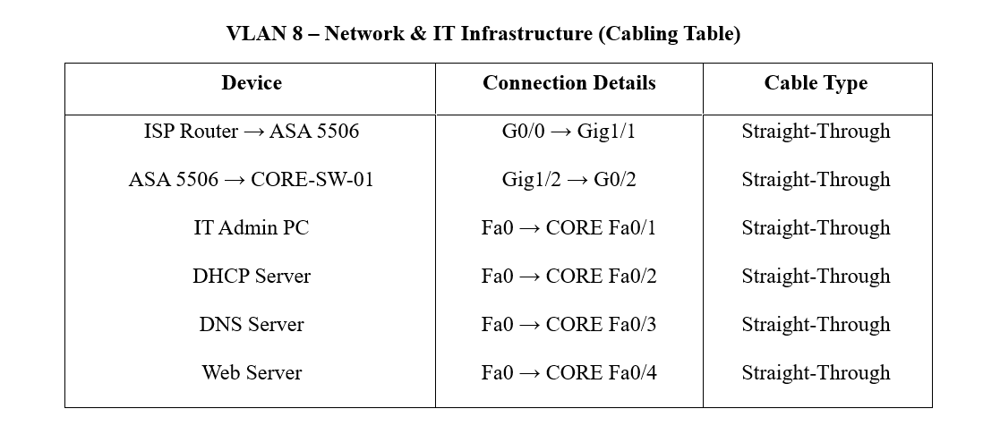 VLAN 8 – Network & IT Infrastructure (Cabling Table)
Device Connection Details Cable Type
ISP Router → ASA 5506 G0/0 → Gig1/1 Straight-Through
ASA 5506 → CORE-SW-01 Gig1/2 → G0/2 Straight-Through
IT Admin PC Fa0 → CORE Fa0/1 Straight-Through
DHCP Server Fa0 → CORE Fa0/2 Straight-Through
DNS Server Fa0 → CORE Fa0/3 Straight-Through
Web Server Fa0 → CORE Fa0/4 Straight-Through